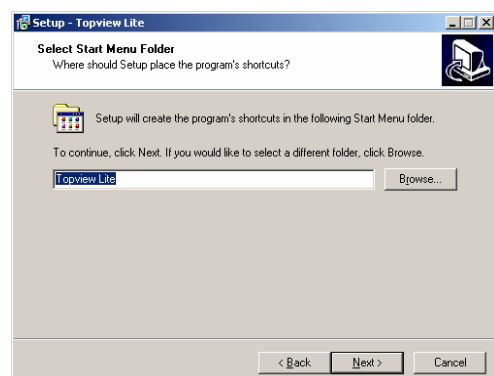 Setup - Topview Lite
Select Start Menu Folder
Where should Setup place the program's shortcuts?
Setup will create the program's shortcuts in the following Start Menu folder.
To continue, click Next. If you would like to select a different folder, click Browse.
Topview Lite
Browse...
< Back
Next >
Cancel